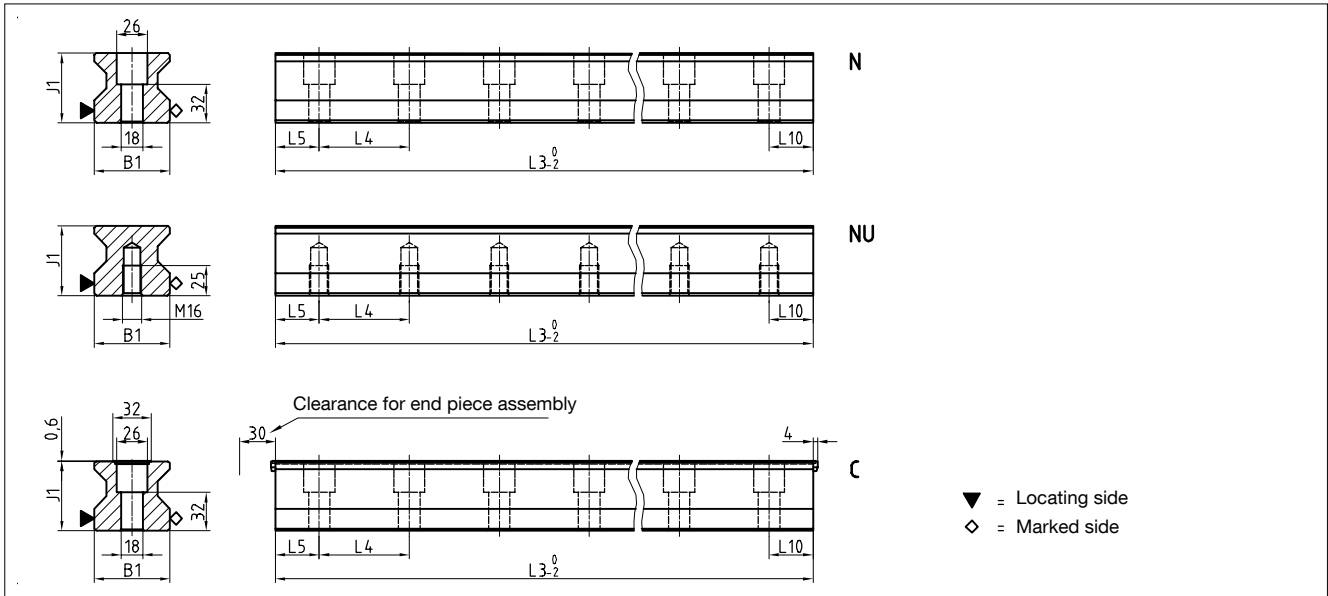 26
J1
32
18
B1
L5
L4
L10
L3-2 0
N
J1
25
M16
B1
L5
L4
L10
L3-2 0
NU
Clearance for end piece assembly
32
0,6
26
30
4
J1
32
18
B1
L5
L4
L10
L3-2 0
C
▼ = Locating side
◇ = Marked side